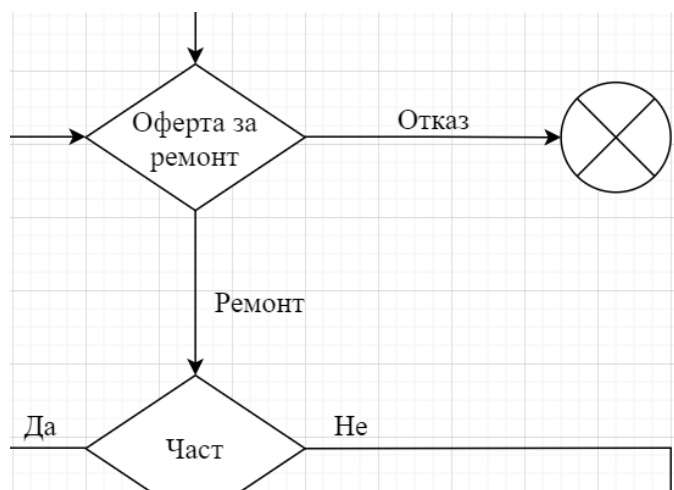 Оферта за
ремонт
Отказ
Ремонт
Да
Част
Не